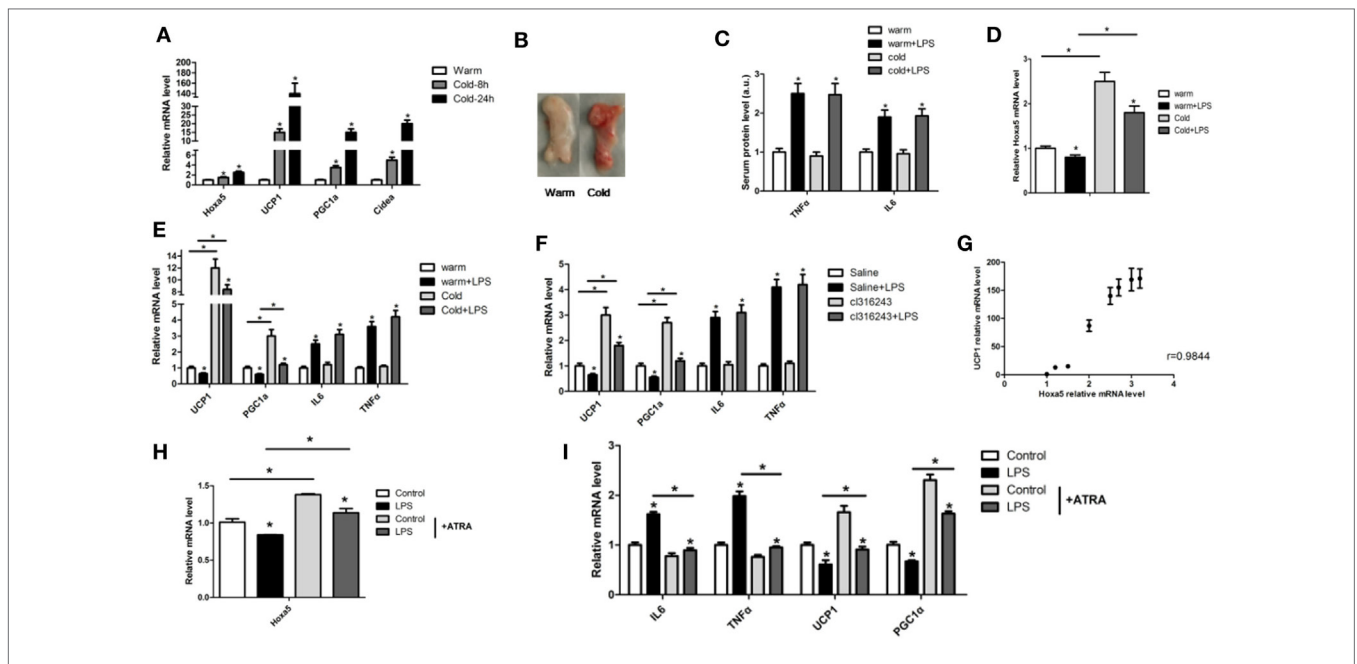 A
Relative mRNA level
140
200
180
160
140
120
100
30
25
20
15
10
6
4
2
0
Warm
Cold-8h
Cold-24h
* * * * * * * *
Hoxa5 UCP1 PGC1a Cidea
B
Warm Cold
C
Serum protein level (a.u.)
4
3
2
1
0
warm
warm+LPS
cold
cold+LPS
* * * *
TNFα IL6
D
Relative Hoxa5 mRNA level
3
2
1
0
warm
warm+LPS
Cold
Cold+LPS
* * * *
E
Relative mRNA level
14
12
10
8
6
5
4
3
2
1
0
warm
warm+LPS
Cold
Cold+LPS
UCP1 PGC1a IL6 TNFα
F
Relative mRNA level
5
4
3
2
1
0
Saline
Saline+LPS
cl316243
cl316243+LPS
UCP1 PGC1a IL6 TNFα
G
UCP1 relative mRNA level
200
150
100
50
0
0 1 2 3 4
r=0.9844
Hoxa5 relative mRNA level
H
Relative mRNA level
1.5
1.0
0.5
0.0
Control
LPS
Control
LPS
+ATRA
* * * *
Hoxa5
I
Relative mRNA level
3
2
1
0
Control
LPS
Control
LPS
+ATRA
IL6 TNFα UCP1 PGC1α